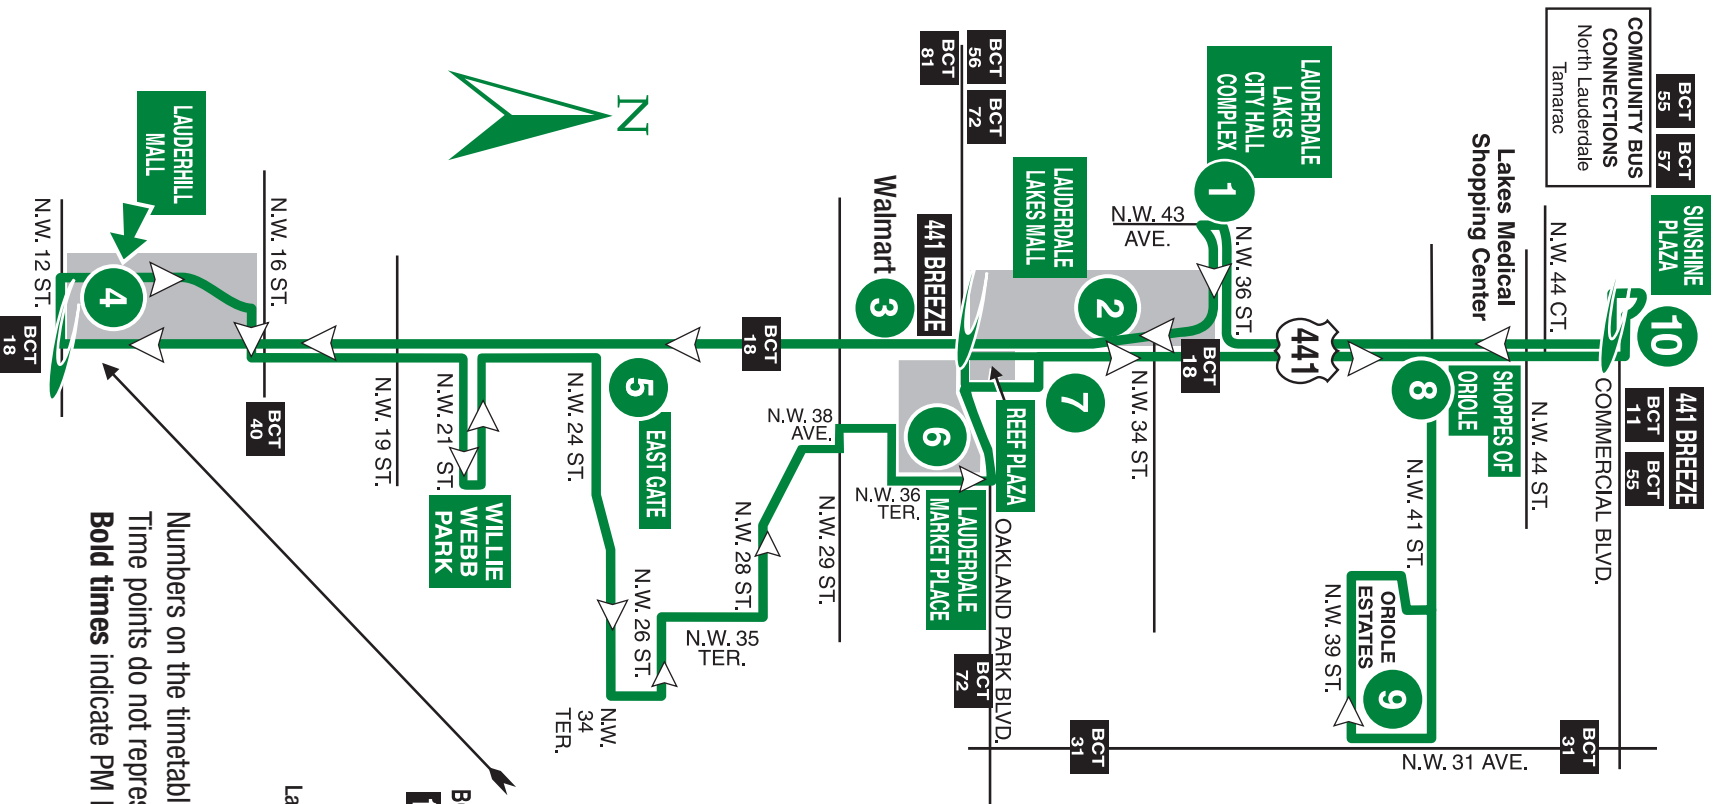 BCT
55
BCT
57
COMMUNITY BUS
CONNECTIONS
North Lauderdale
Tamarac
SUNSHINE
PLAZA
10
441 BREEZE
BCT
11
BCT
55
COMMERCIAL BLVD.
N.W. 44 CT.
N.W. 44 ST.
Lakes Medical
Shopping Center
SHOPPES OF
ORIOLE
8
N.W. 41 ST.
ORIOLE
ESTATES
9
N.W. 39 ST.
N.W. 31 AVE.
BCT
31
BCT
31
441
LAUDERDALE
LAKES
CITY HALL
COMPLEX
1
N.W. 36 ST.
N.W. 43
AVE.
BCT
18
N.W. 34 ST.
LAUDERDALE
LAKES MALL
2
7
BCT
56
BCT
72
BCT
81
441 BREEZE
REEF PLAZA
OAKLAND PARK BLVD.
BCT
72
Walmart
3
6
LAUDERDALE
MARKET PLACE
N.W. 36
TER.
N.W. 38
AVE.
N.W. 29 ST.
N.W. 28 ST.
BCT
18
N.W. 35
TER.
5
EAST GATE
N.W. 26 ST.
N.W.
34
TER.
N.W. 24 ST.
N
WILLIE
WEBB
PARK
N.W. 21 ST.
N.W. 19 ST.
N.W. 16 ST.
BCT
40
LAUDERHILL
MALL
4
N.W. 12 ST.
BCT
18
Numbers on the timetabl
Time points do not repres
Bold times indicate PM
La